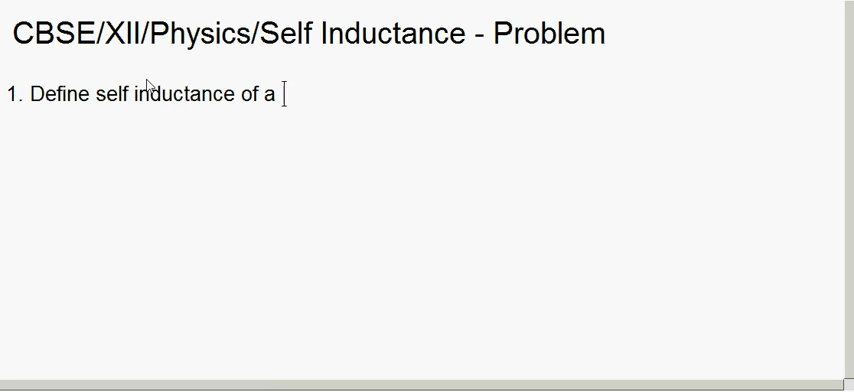 CBSE/XII/Physics/Self Inductance - Problem
1. Define self inductance of a